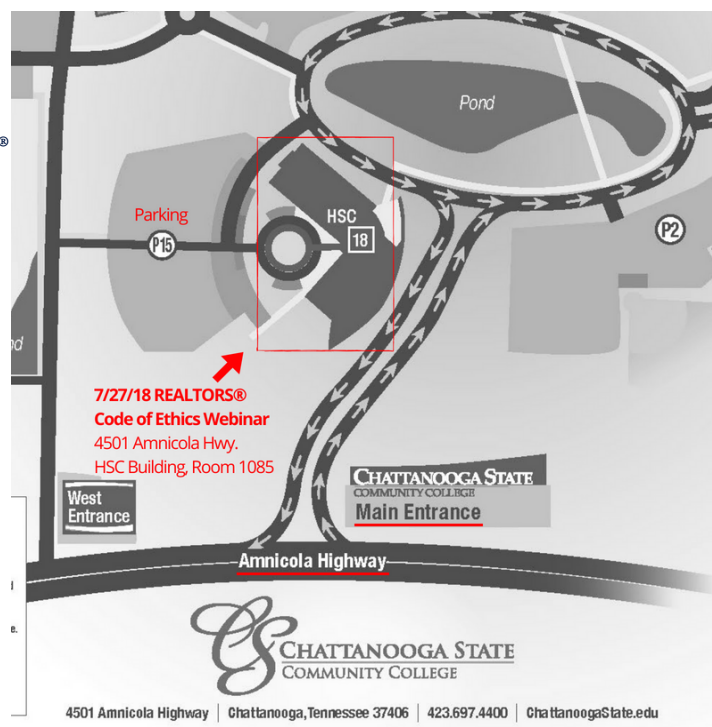 Pond
®
Parking
HSC
P15
18
P2
7/27/18 REALTORS®
Code of Ethics Webinar
4501 Amnicola Hwy.
HSC Building, Room 1085
CHATTANOOGA STATE
COMMUNITY COLLEGE
Main Entrance
West
Entrance
Amnicola Highway
e.
CS CHATTANOOGA STATE
COMMUNITY COLLEGE
4501 Amnicola Highway | Chattanooga, Tennessee 37406 | 423.697.4400 | ChattanoogaState.edu